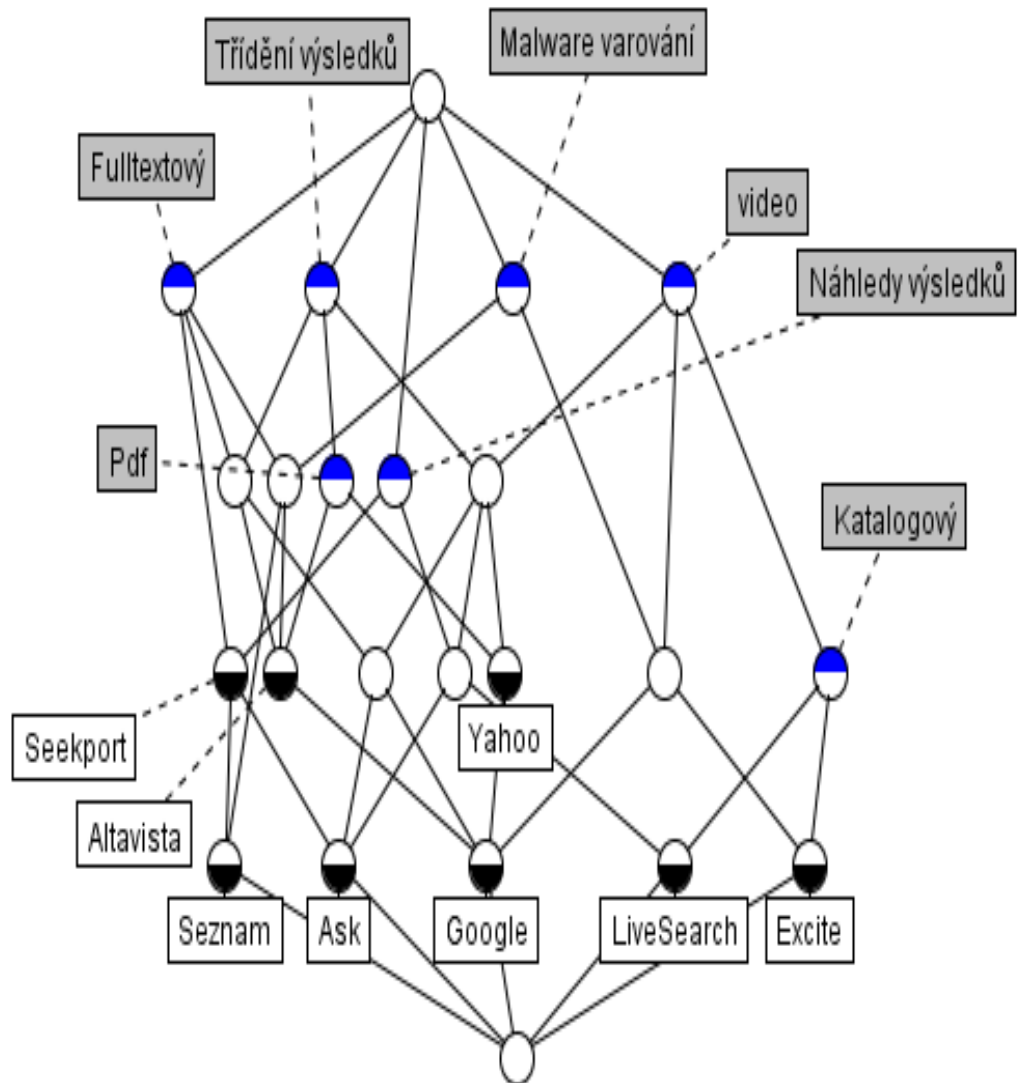 Třídění výsledků
Malware varování
Fulltextový
video
Náhledy výsledků
Pdf
Katalogový
Seekport
Yahoo
Altavista
Seznam
Ask
Google
LiveSearch
Excite